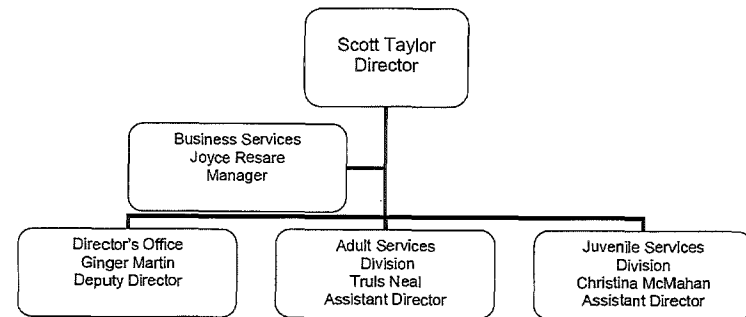 Scott Taylor
Director
Business Services
Joyce Resare
Manager
Director's Office
Ginger Martin
Deputy Director
Adult Services
Division
Truls Neal
Assistant Director
Juvenile Services
Division
Christina McMahan
Assistant Director